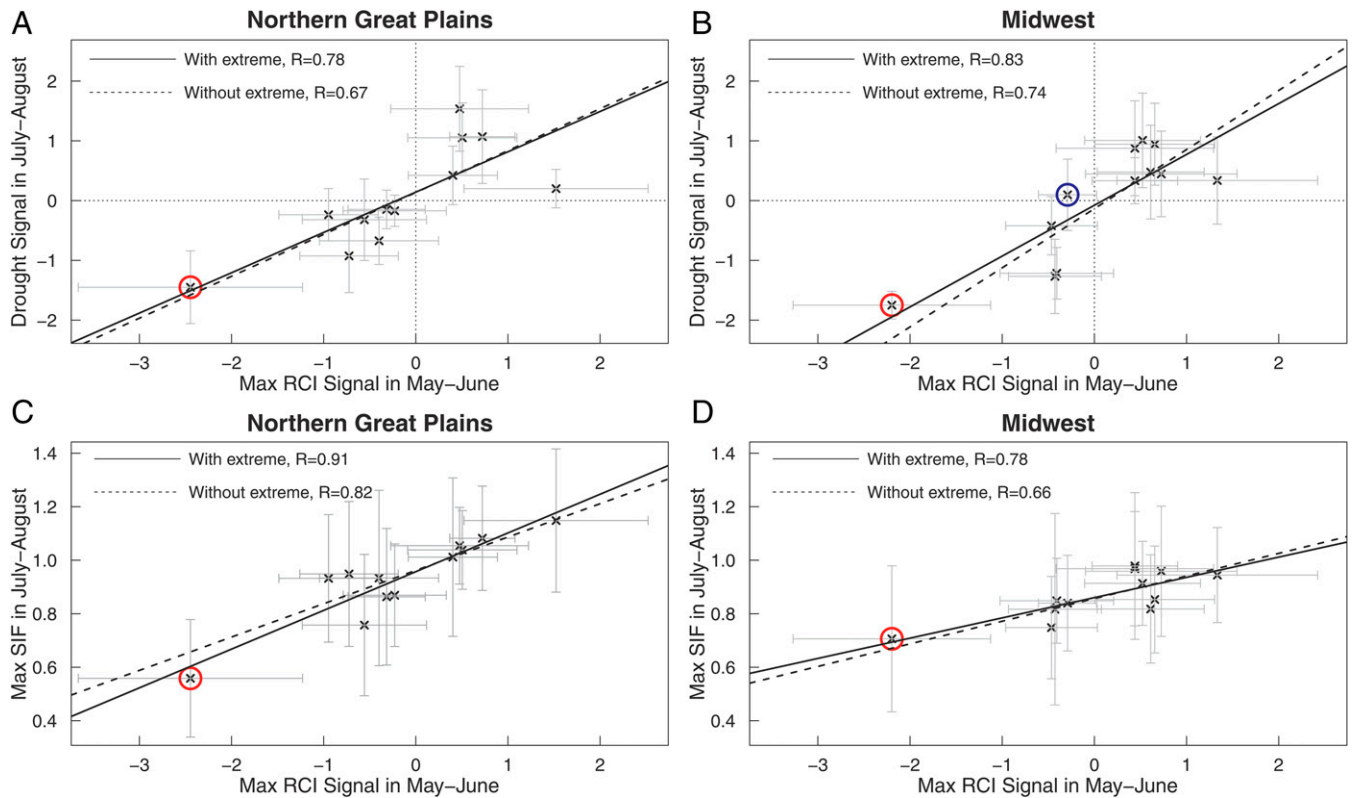 A
Northern Great Plains
With extreme, R=0.78
Without extreme, R=0.67
Drought Signal in July–August
2
1
0
−1
−2
−3
−2
−1
0
1
2
Max RCI Signal in May–June
B
Midwest
With extreme, R=0.83
Without extreme, R=0.74
Drought Signal in July–August
2
1
0
−1
−2
−3
−2
−1
0
1
2
Max RCI Signal in May–June
C
Northern Great Plains
With extreme, R=0.91
Without extreme, R=0.82
Max SIF in July–August
1.4
1.2
1.0
0.8
0.6
0.4
−3
−2
−1
0
1
2
Max RCI Signal in May–June
D
Midwest
With extreme, R=0.78
Without extreme, R=0.66
Max SIF in July–August
1.4
1.2
1.0
0.8
0.6
0.4
−3
−2
−1
0
1
2
Max RCI Signal in May–June